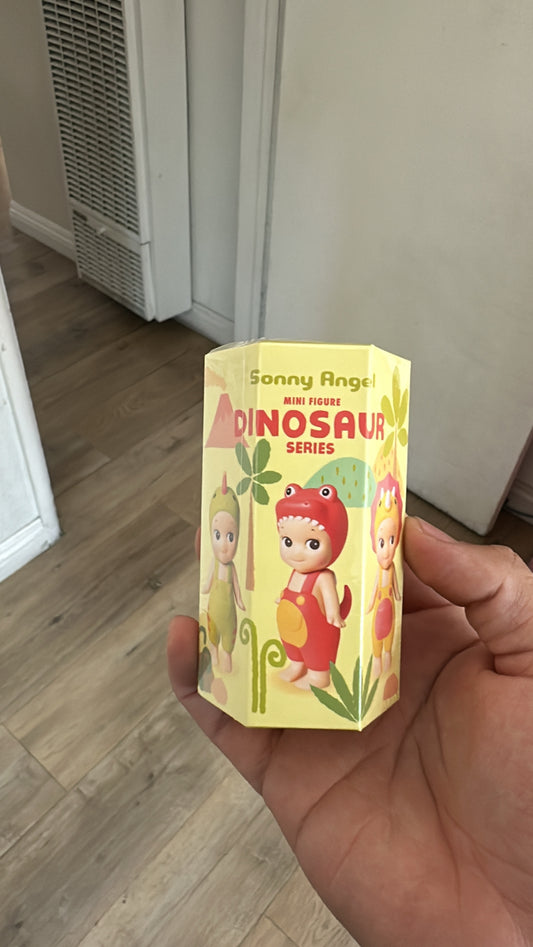 Sonny Angel
MINI FIGURE
DINOSAUR
SERIES